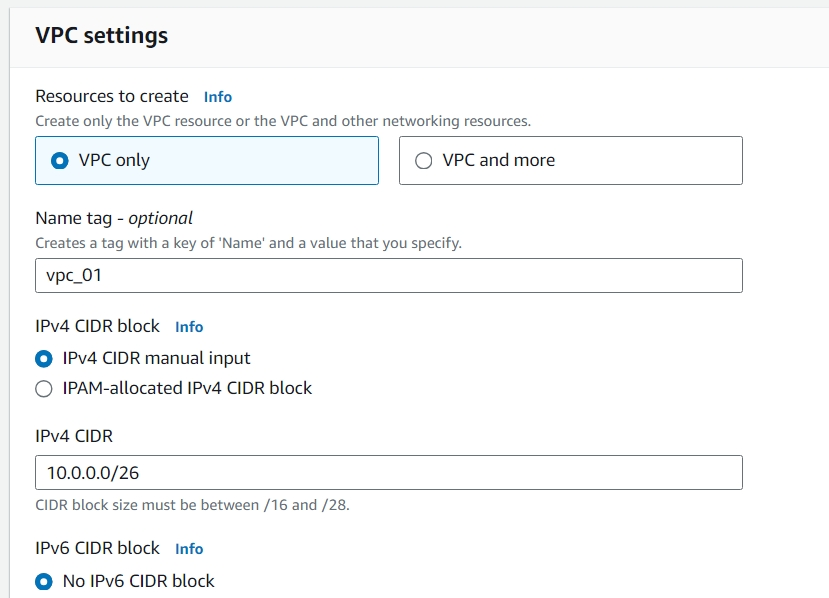 VPC settings
Resources to create Info
Create only the VPC resource or the VPC and other networking resources.
VPC only VPC and more
Name tag - optional
Creates a tag with a key of 'Name' and a value that you specify.
vpc_01
IPv4 CIDR block Info
IPv4 CIDR manual input
IPAM-allocated IPv4 CIDR block
IPv4 CIDR
10.0.0.0/26
CIDR block size must be between /16 and /28.
IPv6 CIDR block Info
No IPv6 CIDR block